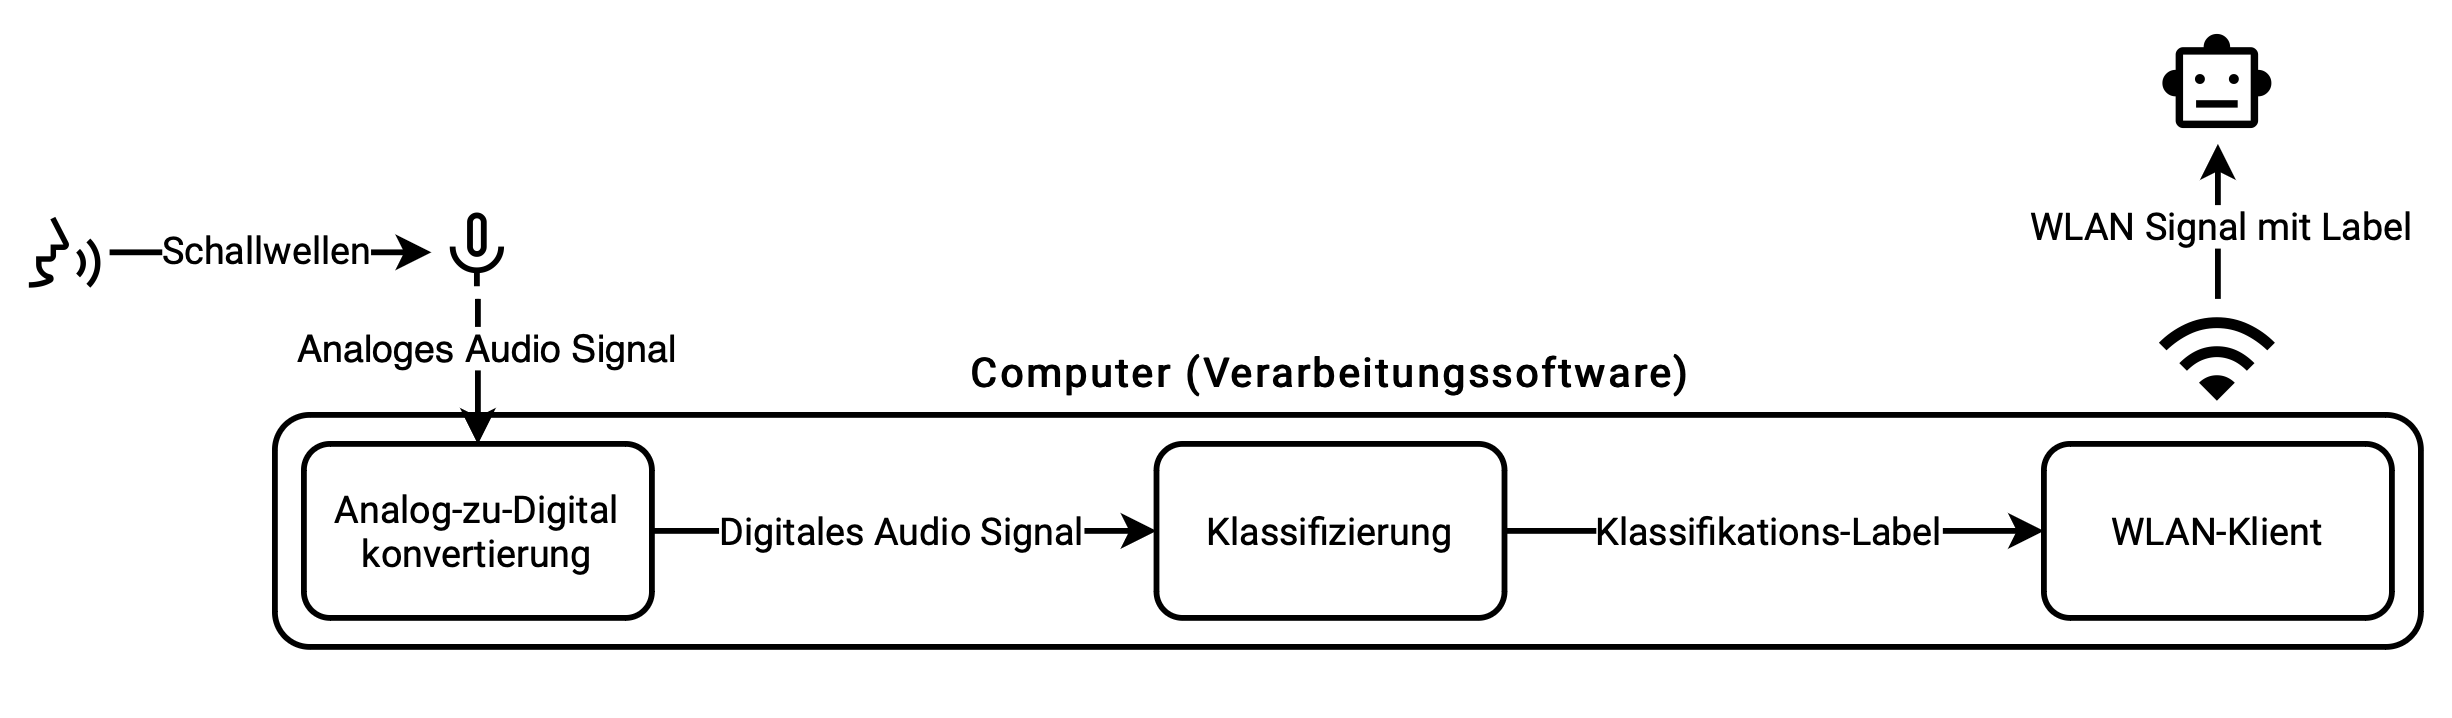 Schallwellen
Analoges Audio Signal
Computer (Verarbeitungssoftware)
WLAN Signal mit Label
Analog-zu-Digital
konvertierung
Digitales Audio Signal
Klassifizierung
Klassifikations-Label
WLAN-Klient